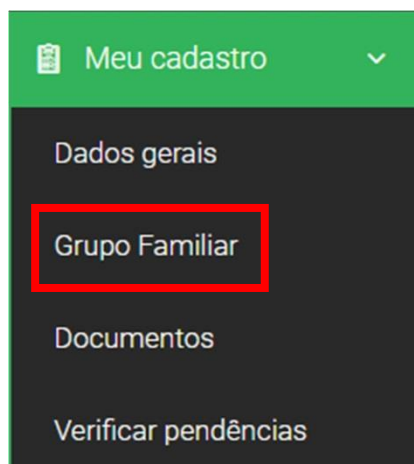 Meu cadastro
Dados gerais
Grupo Familiar
Documentos
Verificar pendências